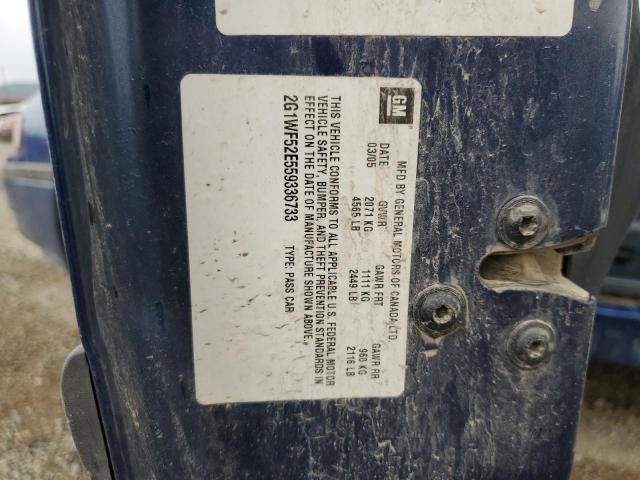 GM
MFD BY GENERAL MOTORS OF CANADA LTD.
DATE GVWR GAWR FRT GAWR RR
03/05 2071 KG 1111 KG 960 KG
4565 LB 2449 LB 2116 LB
THIS VEHICLE CONFORMS TO ALL APPLICABLE U.S. FEDERAL MOTOR
VEHICLE SAFETY, BUMPER, AND THEFT PREVENTION STANDARDS IN
EFFECT ON THE DATE OF MANUFACTURE SHOWN ABOVE.
2G1WF52E559336733 TYPE: PASS CAR